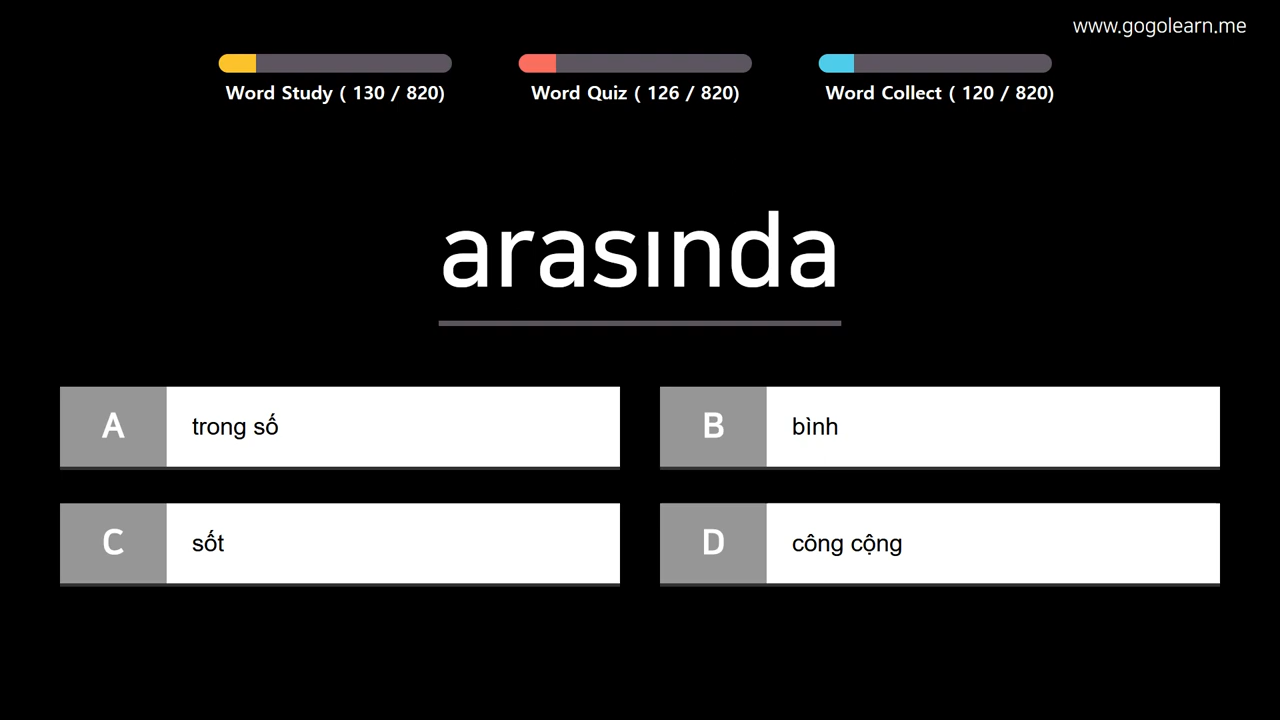 www.gogolearn.me
Word Study ( 130 / 820)
Word Quiz ( 126 / 820)
Word Collect ( 120 / 820)
arasında
A trong số
B bình
C sốt
D công cộng